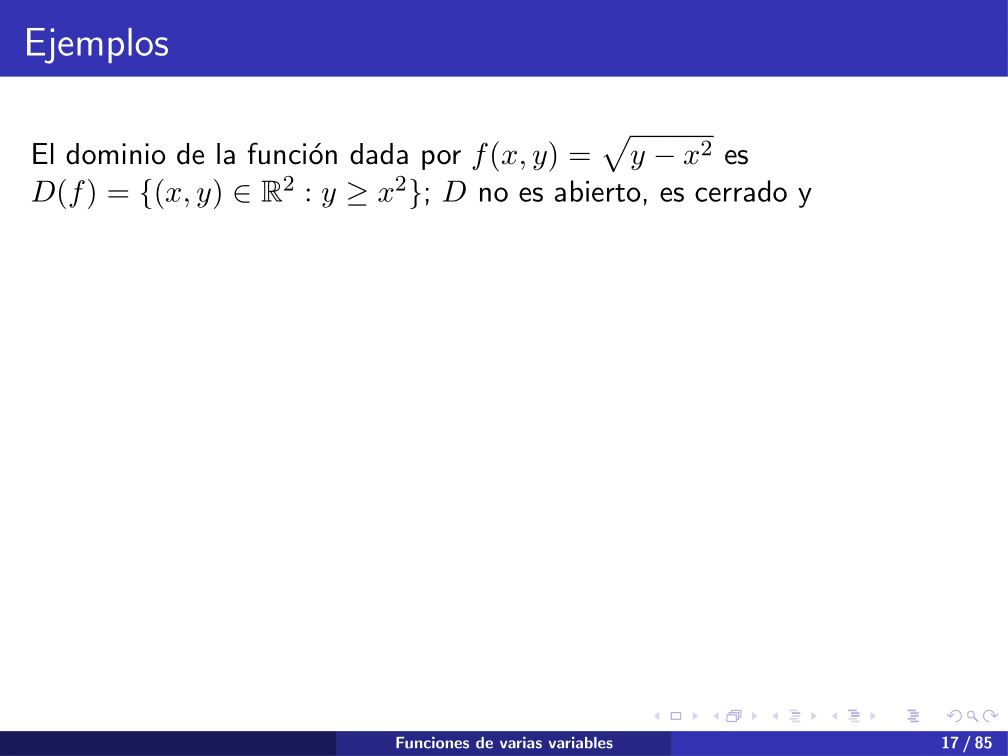 Ejemplos
El dominio de la función dada por f(x, y) = √(y − x²) es
D(f) = {(x, y) ∈ ℝ² : y ≥ x²}; D no es abierto, es cerrado y
Funciones de varias variables
17 / 85